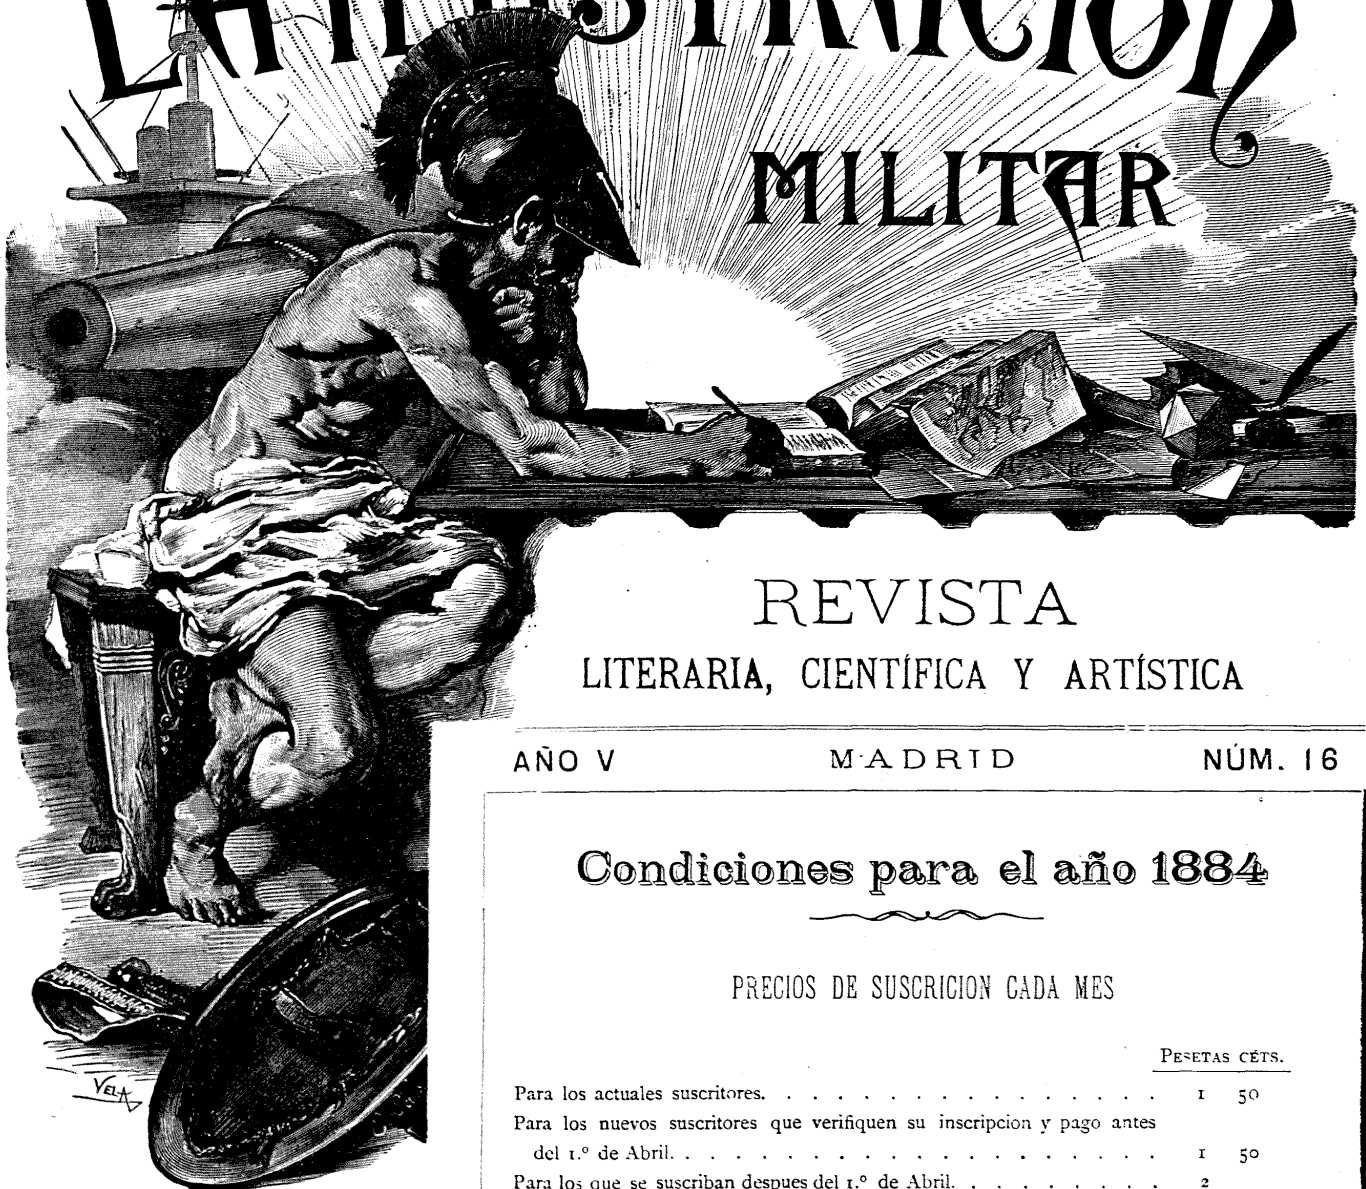 LA ILUSTRACION
MILITAR
REVISTA
LITERARIA, CIENTÍFICA Y ARTÍSTICA
AÑO V MADRID NÚM. 16
Condiciones para el año 1884
PRECIOS DE SUSCRICION CADA MES
PESETAS CÉTS.
Para los actuales suscritores. . . . . . . . . . . . . . . . . 1 50
Para los nuevos suscritores que verifiquen su inscripcion y pago antes
del 1.º de Abril. . . . . . . . . . . . . . . . . . . . 1 50
Para los que se suscriban despues del 1.º de Abril. . . . . . . . . 2
VELA